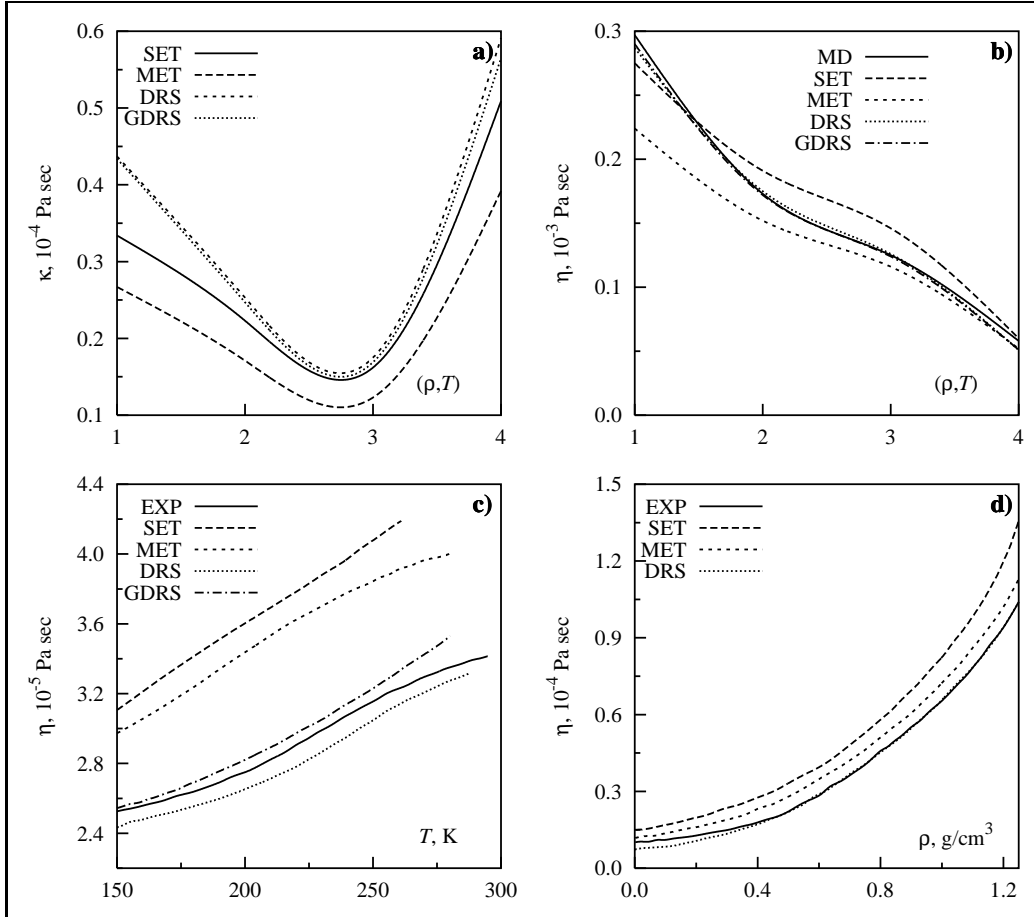 a)
SET
MET
DRS
GDRS
0.6
0.5
0.4
0.3
0.2
0.1
κ, 10⁻⁴ Pa sec
(ρ,T)
1 2 3 4
b)
MD
SET
MET
DRS
GDRS
0.3
0.2
0.1
0.0
η, 10⁻³ Pa sec
(ρ,T)
1 2 3 4
c)
EXP
SET
MET
DRS
GDRS
4.4
4.0
3.6
3.2
2.8
2.4
η, 10⁻⁵ Pa sec
T, K
150 200 250 300
d)
EXP
SET
MET
DRS
1.5
1.2
0.9
0.6
0.3
0.0
η, 10⁻⁴ Pa sec
ρ, g/cm³
0.0 0.4 0.8 1.2